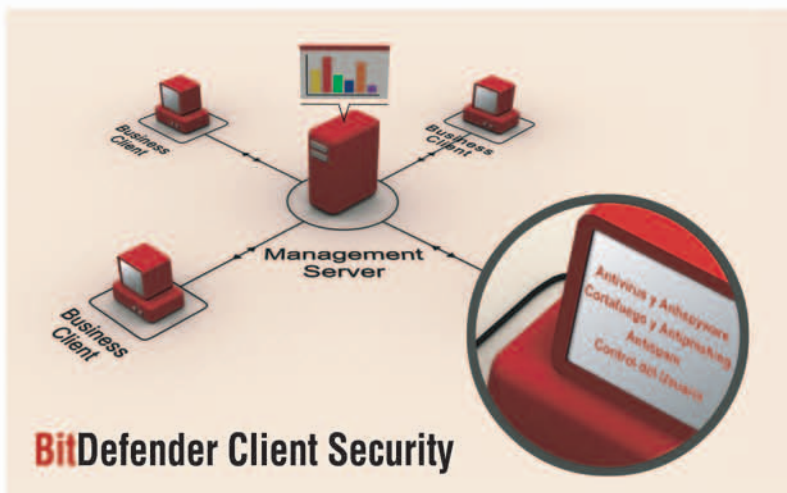 Business
Client
Business
Client
Management
Server
Business
Client
Antivirus y Antispyware
Cortafuego y Antiphishing
Antispam
Control del Usuario
BitDefender Client Security